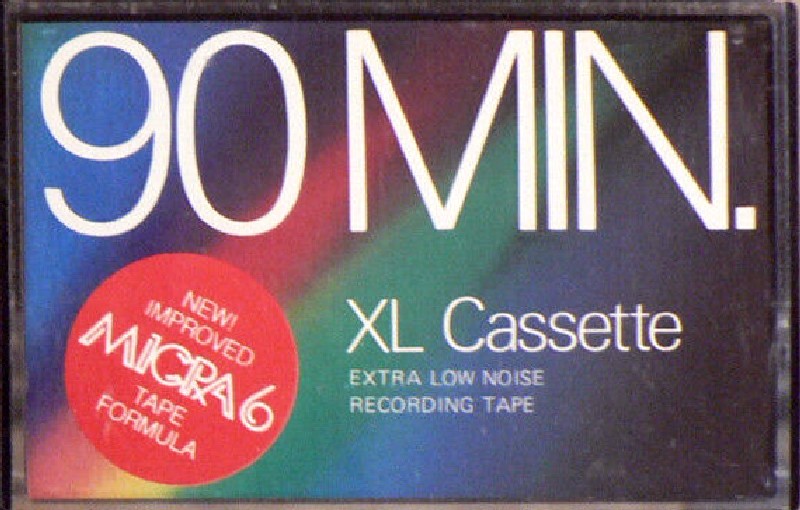 90 MIN.
XL Cassette
EXTRA LOW NOISE
RECORDING TAPE
NEW!
IMPROVED
MICRA 6
TAPE
FORMULA